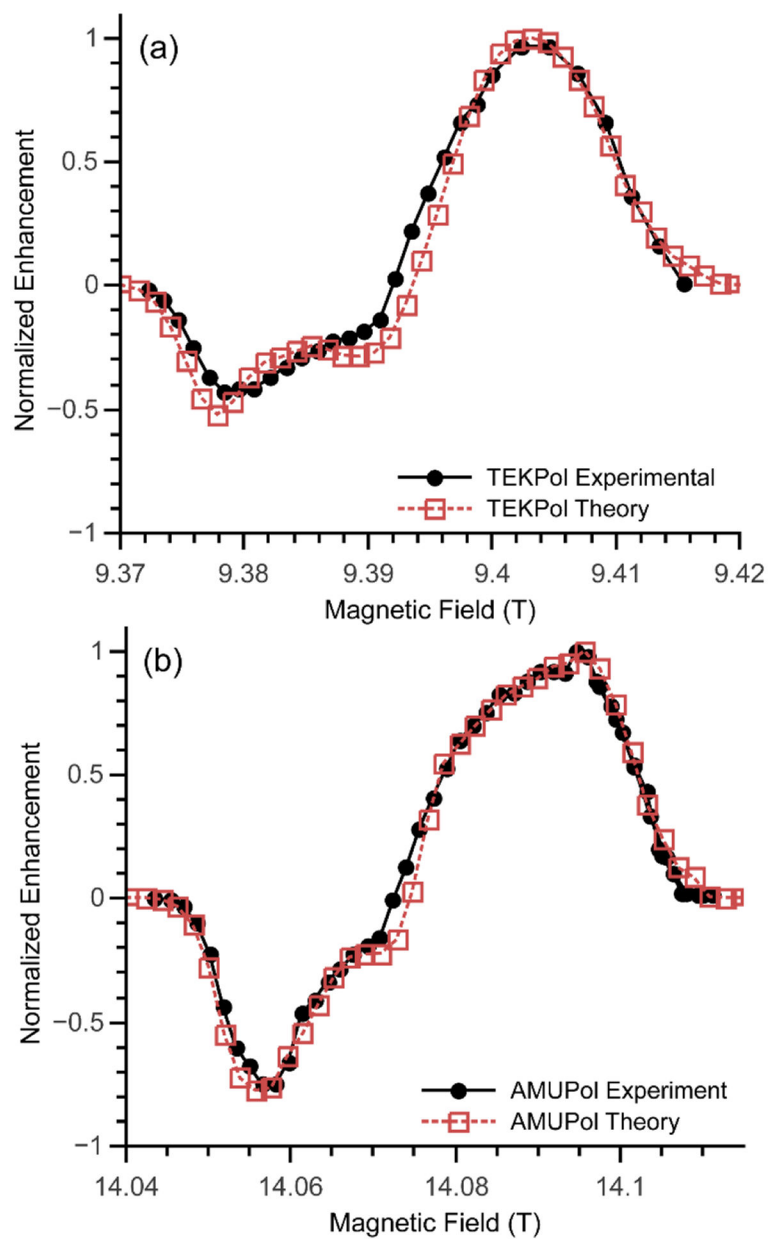 (a)
1
0.5
0
−0.5
−1
Normalized Enhancement
TEKPol Experimental
TEKPol Theory
9.37 9.38 9.39 9.4 9.41 9.42
Magnetic Field (T)
(b)
1
0.5
0
−0.5
−1
Normalized Enhancement
AMUPol Experiment
AMUPol Theory
14.04 14.06 14.08 14.1
Magnetic Field (T)